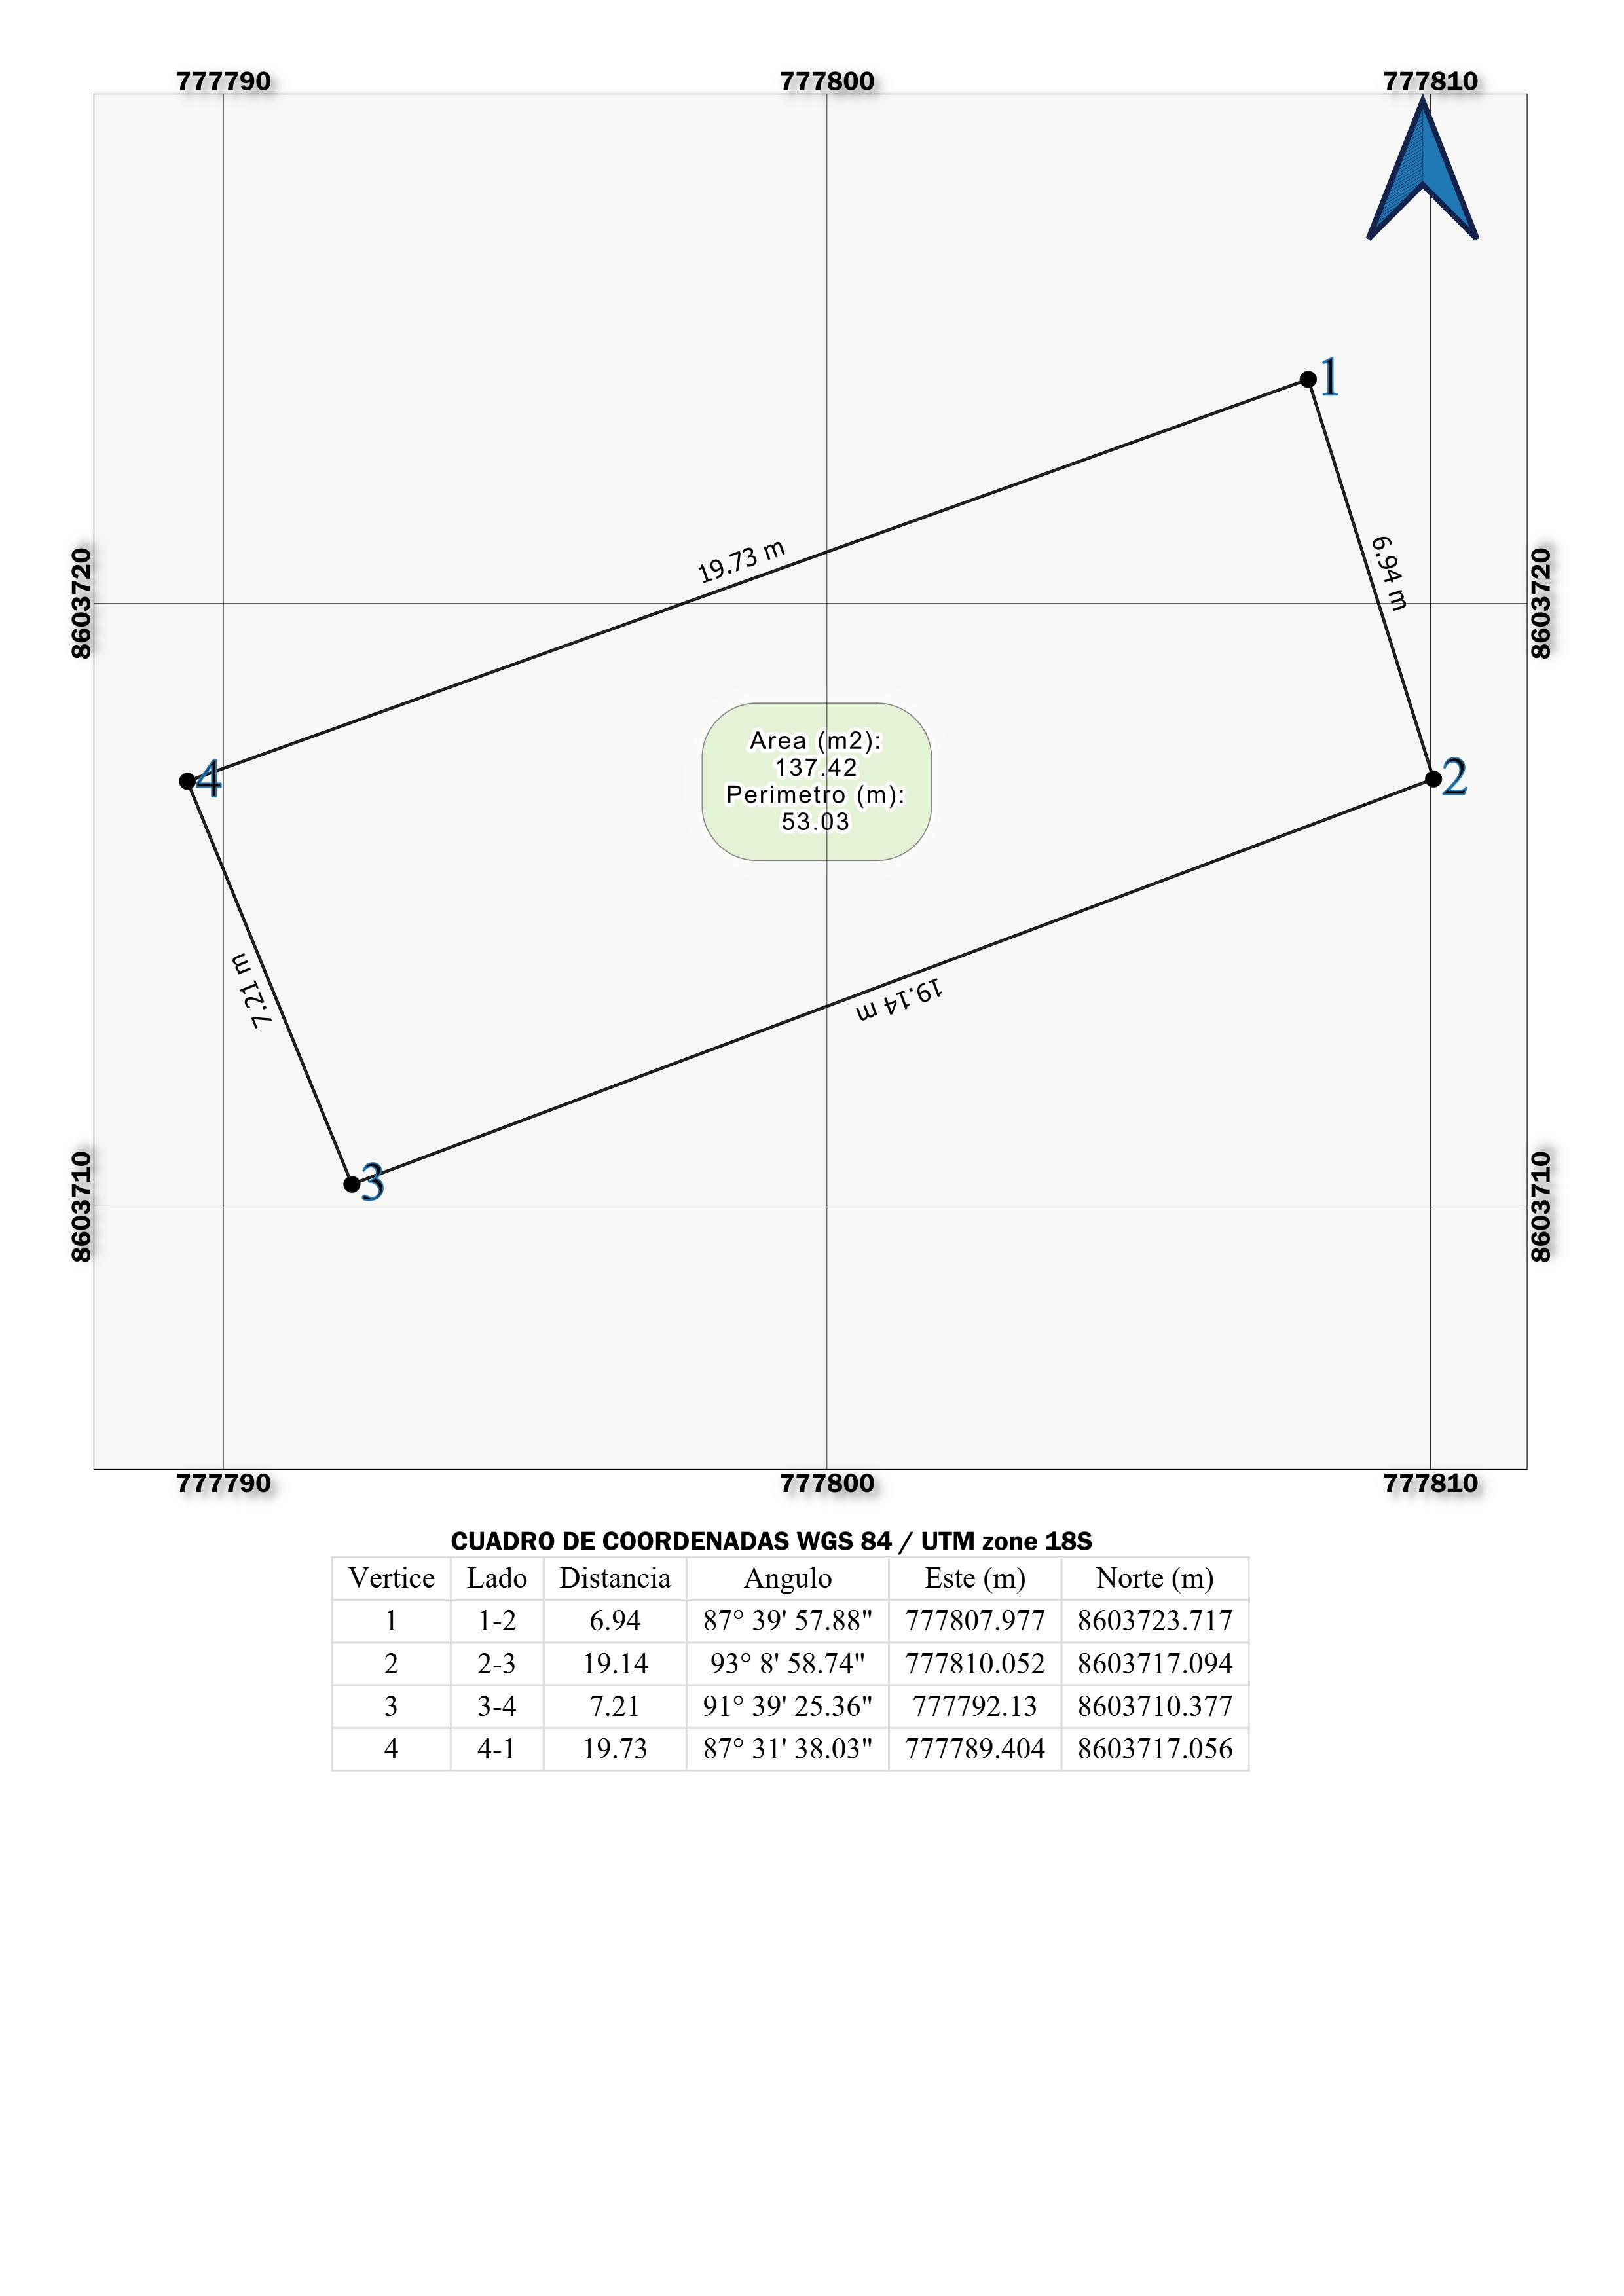 777790 777800 777810
1
19.73 m
6.94 m
8603720 8603720
Area (m2):
137.42
Perimetro (m):
53.03
4
2
7.21 m
19.14 m
3
8603710 8603710
777790 777800 777810
CUADRO DE COORDENADAS WGS 84 / UTM zone 18S
Vertice Lado Distancia Angulo Este (m) Norte (m)
1 1-2 6.94 87° 39' 57.88" 777807.977 8603723.717
2 2-3 19.14 93° 8' 58.74" 777810.052 8603717.094
3 3-4 7.21 91° 39' 25.36" 777792.13 8603710.377
4 4-1 19.73 87° 31' 38.03" 777789.404 8603717.056